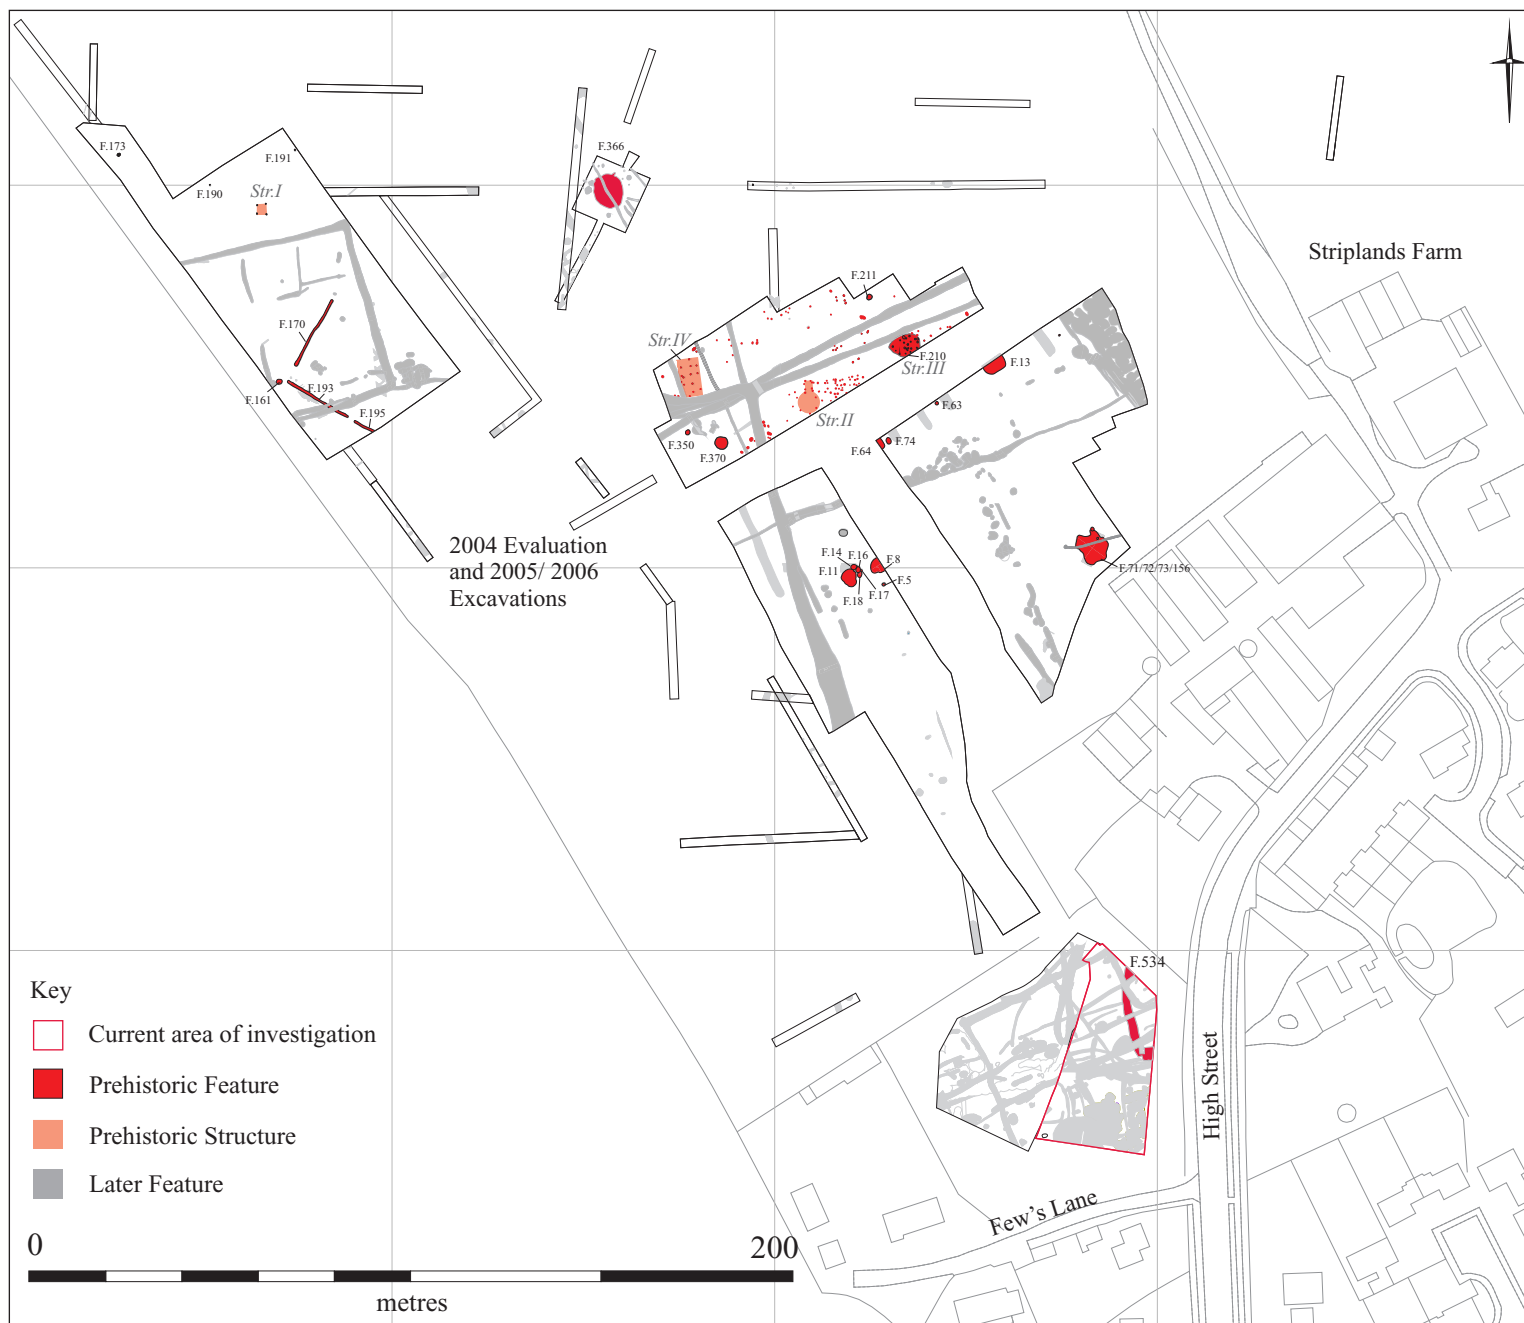 F.173
F.191
F.190
Str.I
F.366
Striplands Farm
F.211
F.170
Str.IV
F.210
Str.III
F.13
F.161
F.193
F.195
F.63
Str.II
F.350
F.370
F.64
F.74
2004 Evaluation
and 2005/ 2006
Excavations
F.14
F.16
F.8
F.11
F.5
F.18
F.17
F.71/72/73/156
F.534
Key
Current area of investigation
Prehistoric Feature
Prehistoric Structure
Later Feature
High Street
Few's Lane
0
200
metres